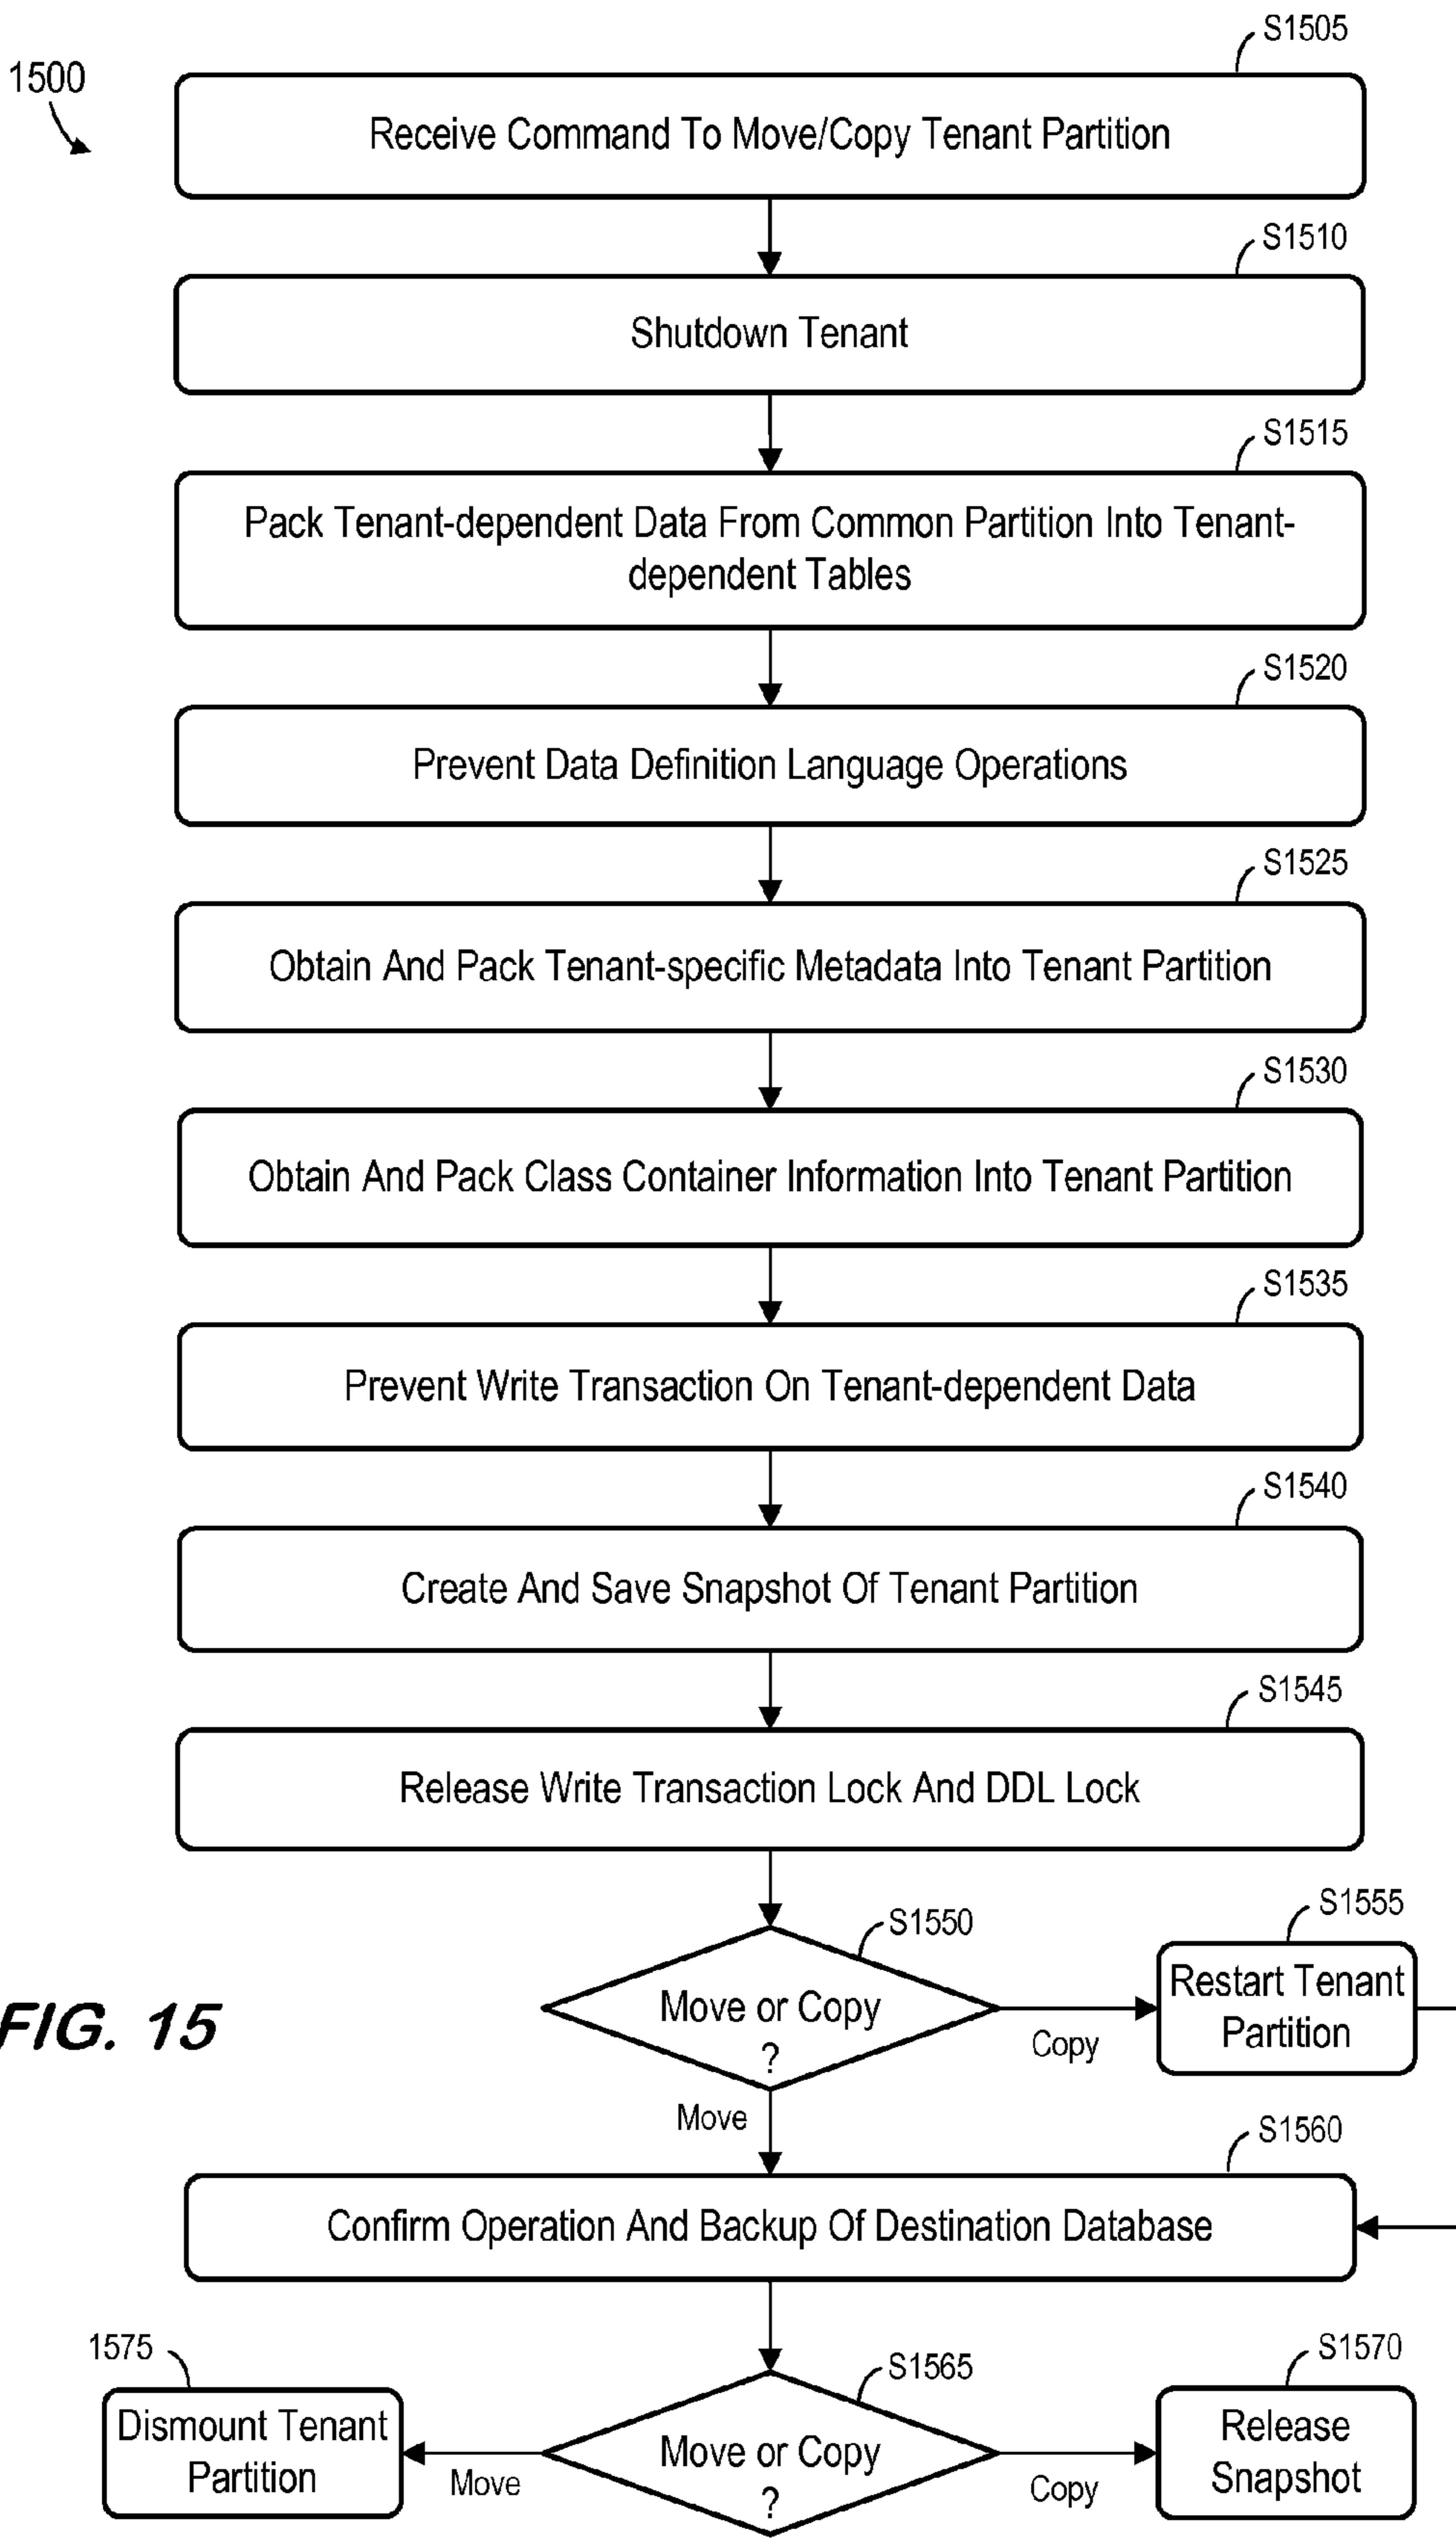 S1505
1500
Receive Command To Move/Copy Tenant Partition
S1510
Shutdown Tenant
S1515
Pack Tenant-dependent Data From Common Partition Into Tenant-
dependent Tables
S1520
Prevent Data Definition Language Operations
S1525
Obtain And Pack Tenant-specific Metadata Into Tenant Partition
S1530
Obtain And Pack Class Container Information Into Tenant Partition
S1535
Prevent Write Transaction On Tenant-dependent Data
S1540
Create And Save Snapshot Of Tenant Partition
S1545
Release Write Transaction Lock And DDL Lock
S1550
S1555
Move or Copy
?
Copy
Restart Tenant
Partition
FIG. 15
Move
S1560
Confirm Operation And Backup Of Destination Database
1575
S1565
S1570
Dismount Tenant
Partition
Move
Move or Copy
?
Copy
Release
Snapshot